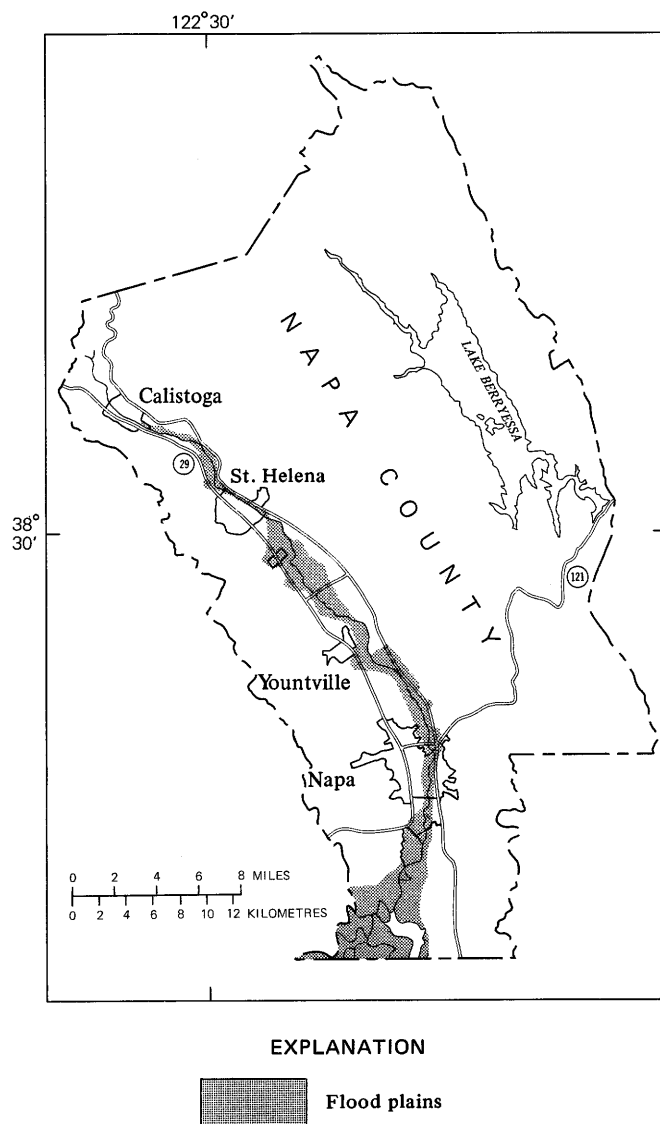 122°30′
NAPA COUNTY
LAKE BERRYESSA
Calistoga
29
St. Helena
38°
30′
121
Yountville
Napa
0 2 4 6 8 MILES
0 2 4 6 8 10 12 KILOMETRES
EXPLANATION
Flood plains